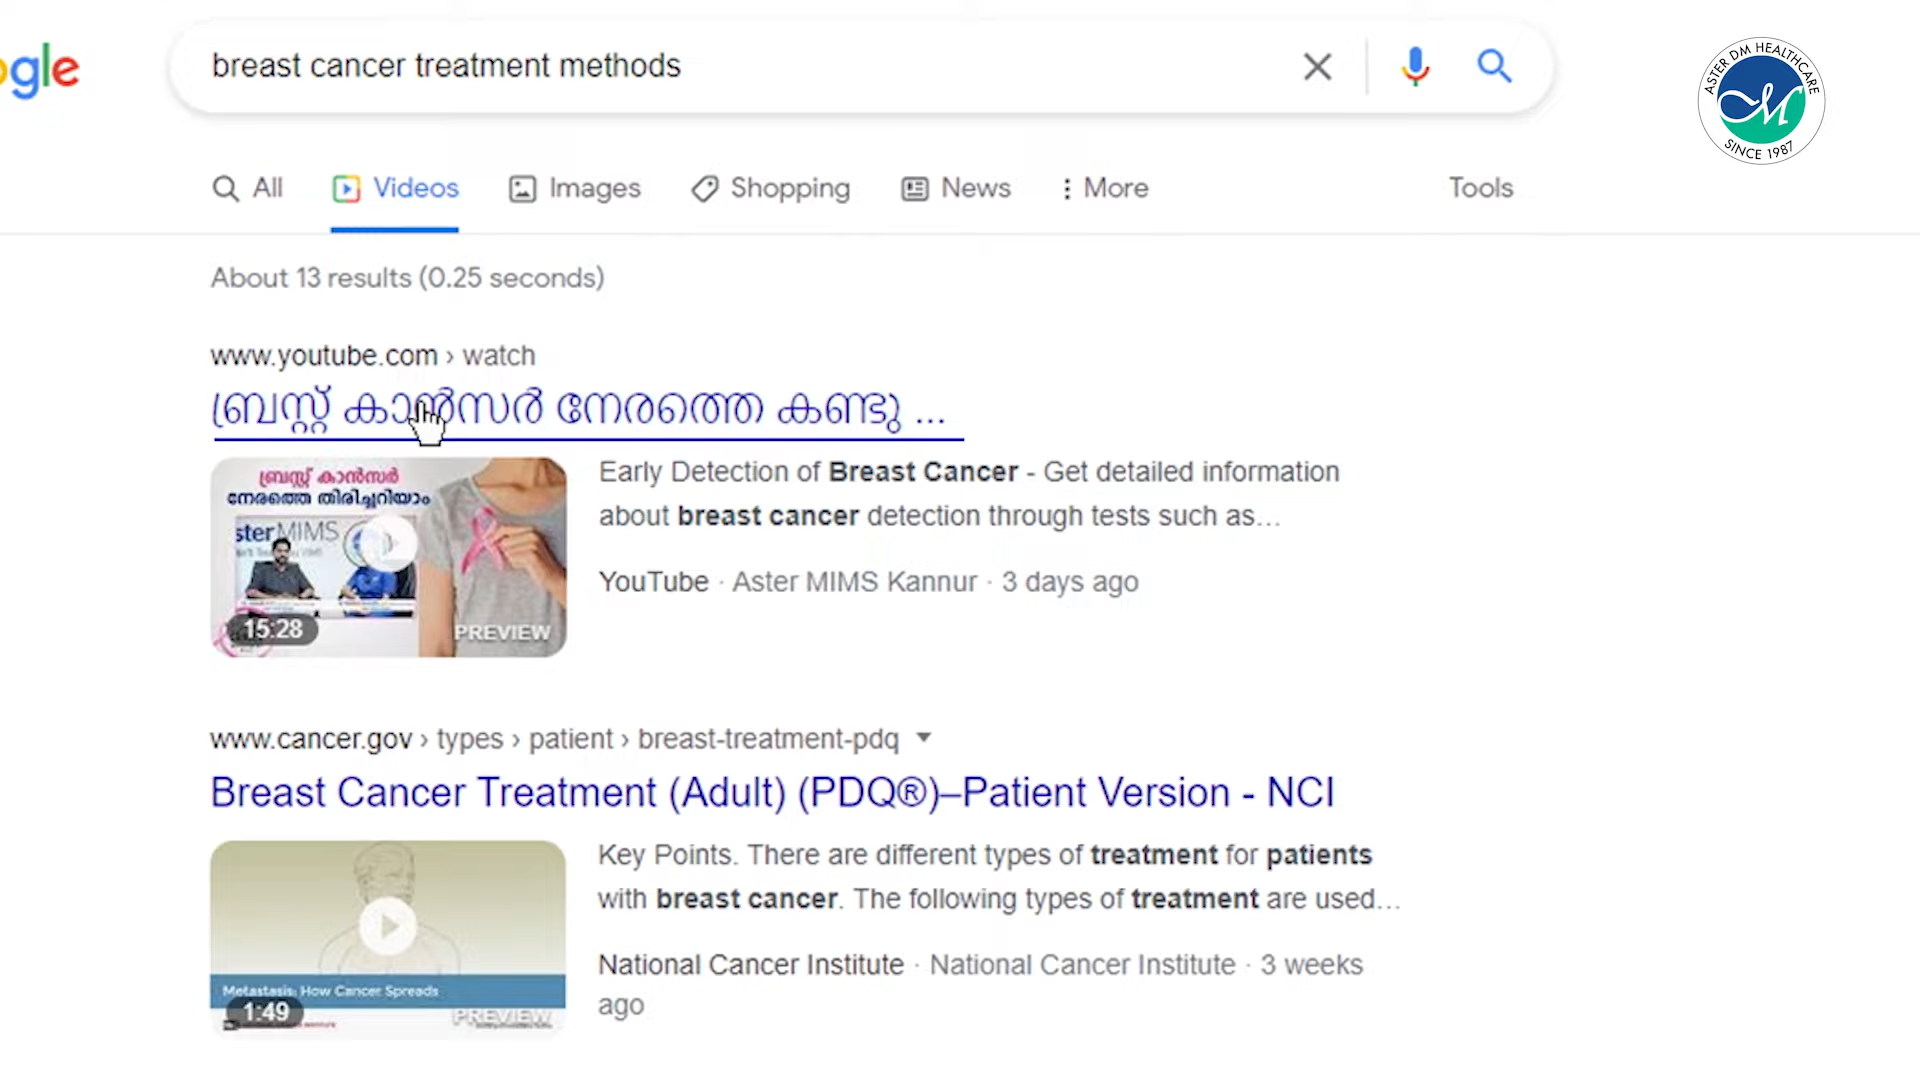 ogle
breast cancer treatment methods
ASTER DM HEALTHCARE
SINCE 1987
All Videos Images Shopping News More Tools
About 13 results (0.25 seconds)
www.youtube.com › watch
ബ്രസ്റ്റ് കാൻസർ നേരത്തെ കണ്ടു ...
ബ്രസ്റ്റ് കാൻസർ
നേരത്തെ തിരിച്ചറിയാം
ster MIMS
15:28
PREVIEW
Early Detection of Breast Cancer - Get detailed information
about breast cancer detection through tests such as...
YouTube · Aster MIMS Kannur · 3 days ago
www.cancer.gov › types › patient › breast-treatment-pdq
Breast Cancer Treatment (Adult) (PDQ®)–Patient Version - NCI
Metastasis: How Cancer Spreads
1:49
PREVIEW
Key Points. There are different types of treatment for patients
with breast cancer. The following types of treatment are used...
National Cancer Institute · National Cancer Institute · 3 weeks
ago